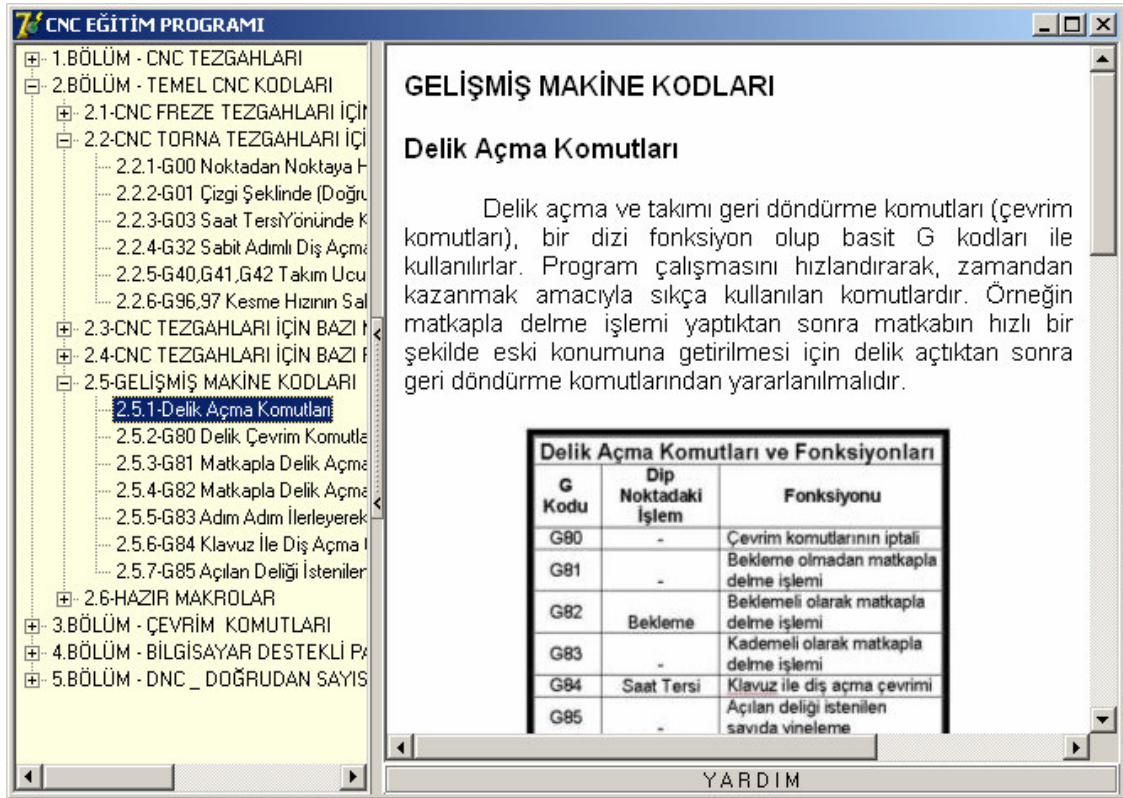 CNC EĞİTİM PROGRAMI
1.BÖLÜM - CNC TEZGAHLARI
2.BÖLÜM - TEMEL CNC KODLARI
2.1-CNC FREZE TEZGAHLARI İÇİN
2.2-CNC TORNA TEZGAHLARI İÇİ
2.2.1-G00 Noktadan Noktaya H
2.2.2-G01 Çizgi Şeklinde (Doğru
2.2.3-G03 Saat TersiYönünde K
2.2.4-G32 Sabit Adımlı Diş Açma
2.2.5-G40,G41,G42 Takım Ucu
2.2.6-G96,97 Kesme Hızının Sal
2.3-CNC TEZGAHLARI İÇİN BAZI
2.4-CNC TEZGAHLARI İÇİN BAZI
2.5-GELİŞMİŞ MAKİNE KODLARI
2.5.1-Delik Açma Komutları
2.5.2-G80 Delik Çevrim Komutla
2.5.3-G81 Matkapla Delik Açma
2.5.4-G82 Matkapla Delik Açma
2.5.5-G83 Adım Adım İlerleyerek
2.5.6-G84 Klavuz İle Diş Açma
2.5.7-G85 Açılan Deliği İstenilen
2.6-HAZIR MAKROLAR
3.BÖLÜM - ÇEVRİM KOMUTLARI
4.BÖLÜM - BİLGİSAYAR DESTEKLİ PA
5.BÖLÜM - DNC _ DOĞRUDAN SAYIS
GELİŞMİŞ MAKİNE KODLARI
Delik Açma Komutları
Delik açma ve takımı geri döndürme komutları (çevrim
komutları), bir dizi fonksiyon olup basit G kodları ile
kullanılırlar. Program çalışmasını hızlandırarak, zamandan
kazanmak amacıyla sıkça kullanılan komutlardır. Örneğin
matkapla delme işlemi yaptıktan sonra matkabın hızlı bir
şekilde eski konumuna getirilmesi için delik açtıktan sonra
geri döndürme komutlarından yararlanılmalıdır.
Delik Açma Komutları ve Fonksiyonları
G Kodu Dip Noktadaki İşlem Fonksiyonu
G80 - Çevrim komutlarının iptali
G81 - Bekleme olmadan matkapla
delme işlemi
G82 Bekleme Beklemeli olarak matkapla
delme işlemi
G83 - Kademeli olarak matkapla
delme işlemi
G84 Saat Tersi Klavuz ile diş açma çevrimi
G85 - Açılan deliği istenilen
sayıda yineleme
YARDIM